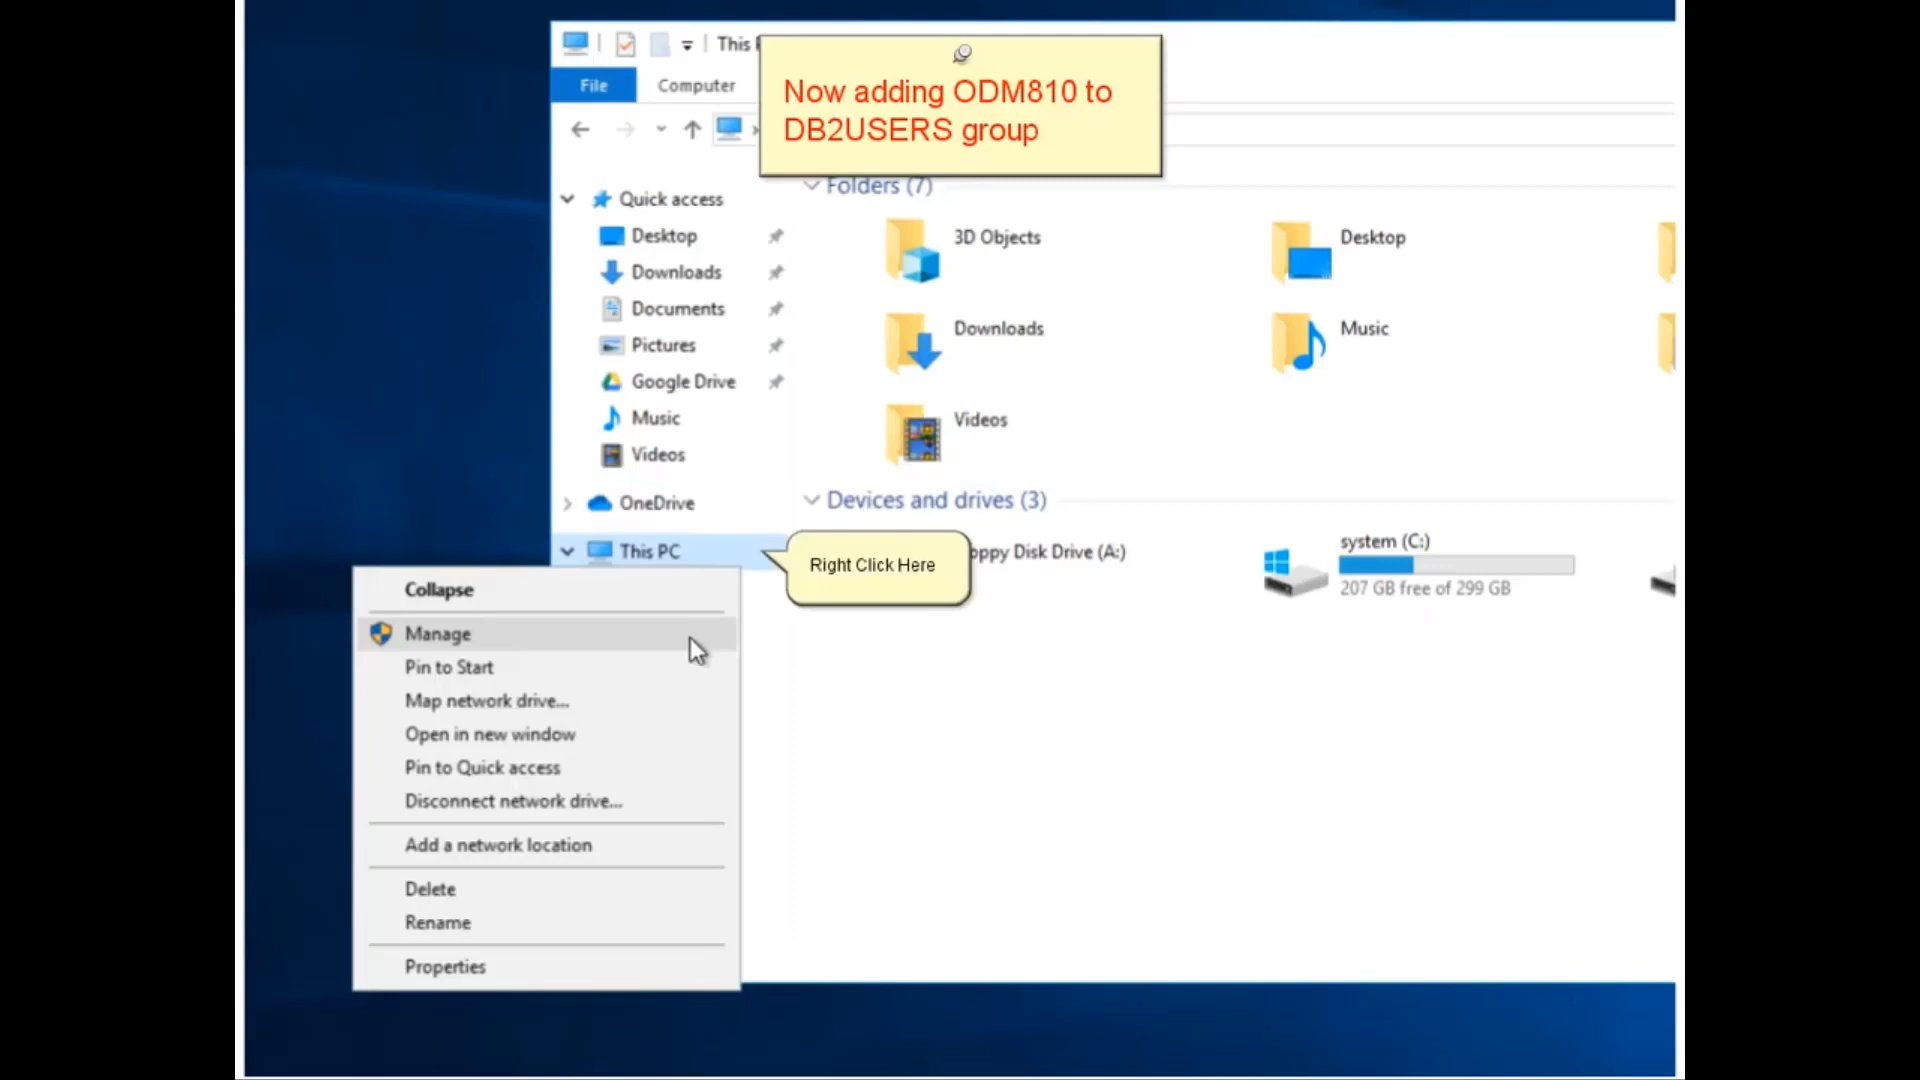 This
Now adding ODM810 to
DB2USERS group
File
Computer
Folders (7)
Quick access
Desktop
Downloads
Documents
Pictures
Google Drive
Music
Videos
OneDrive
This PC
3D Objects
Desktop
Downloads
Music
Videos
Devices and drives (3)
Right Click Here
Disk Drive (A:)
system (C:)
207 GB free of 299 GB
Collapse
Manage
Pin to Start
Map network drive...
Open in new window
Pin to Quick access
Disconnect network drive...
Add a network location
Delete
Rename
Properties